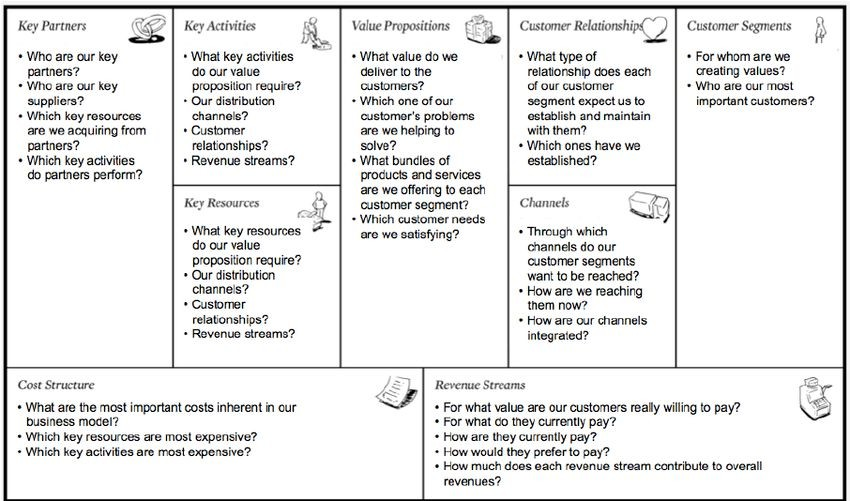 Key Partners
• Who are our key
partners?
• Who are our key
suppliers?
• Which key resources
are we acquiring from
partners?
• Which key activities
do partners perform?
Key Activities
• What key activities
do our value
proposition require?
• Our distribution
channels?
• Customer
relationships?
• Revenue streams?
Key Resources
• What key resources
do our value
proposition require?
• Our distribution
channels?
• Customer
relationships?
• Revenue streams?
Value Propositions
• What value do we
deliver to the
customers?
• Which one of our
customer's problems
are we helping to
solve?
• What bundles of
products and services
are we offering to each
customer segment?
• Which customer needs
are we satisfying?
Customer Relationships
• What type of
relationship does each
of our customer
segment expect us to
establish and maintain
with them?
• Which ones have we
established?
Channels
• Through which
channels do our
customer segments
want to be reached?
• How are we reaching
them now?
• How are our channels
integrated?
Customer Segments
• For whom are we
creating values?
• Who are our most
important customers?
Cost Structure
• What are the most important costs inherent in our
business model?
• Which key resources are most expensive?
• Which key activities are most expensive?
Revenue Streams
• For what value are our customers really willing to pay?
• For what do they currently pay?
• How are they currently pay?
• How would they prefer to pay?
• How much does each revenue stream contribute to overall
revenues?